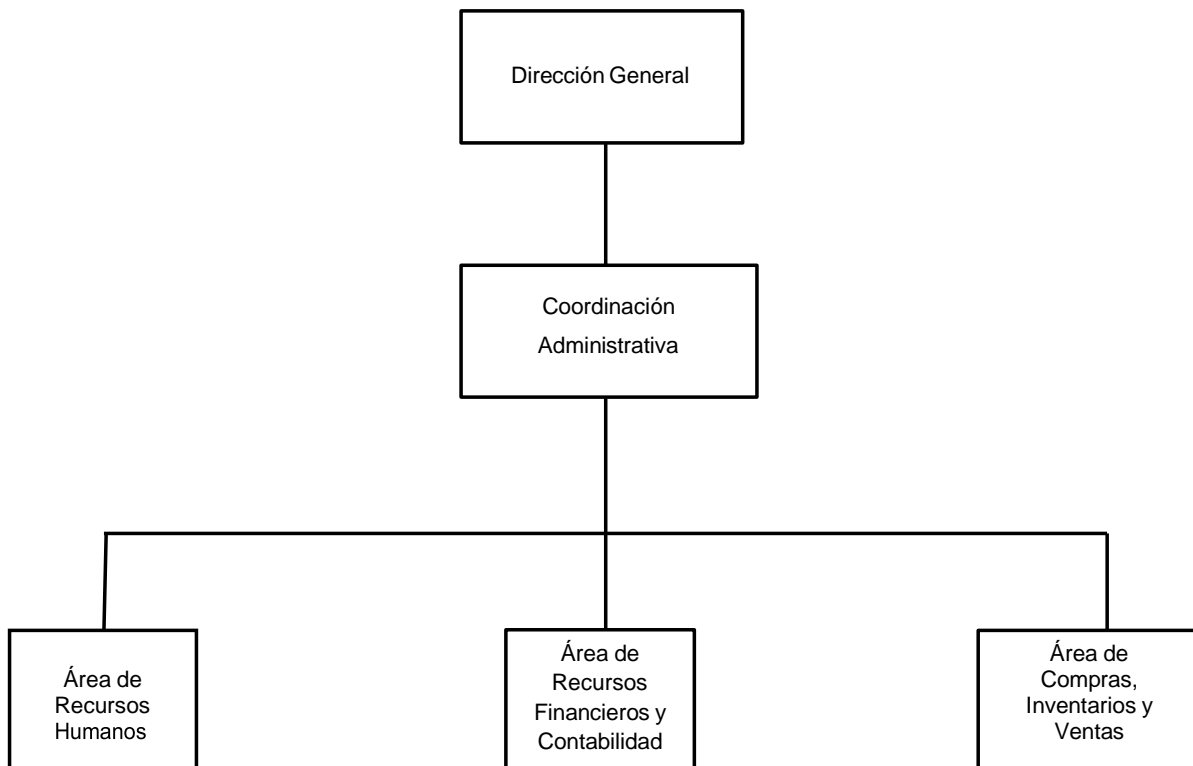 Dirección General
Coordinación
Administrativa
Área de
Recursos
Humanos
Área de
Recursos
Financieros y
Contabilidad
Área de
Compras,
Inventarios y
Ventas